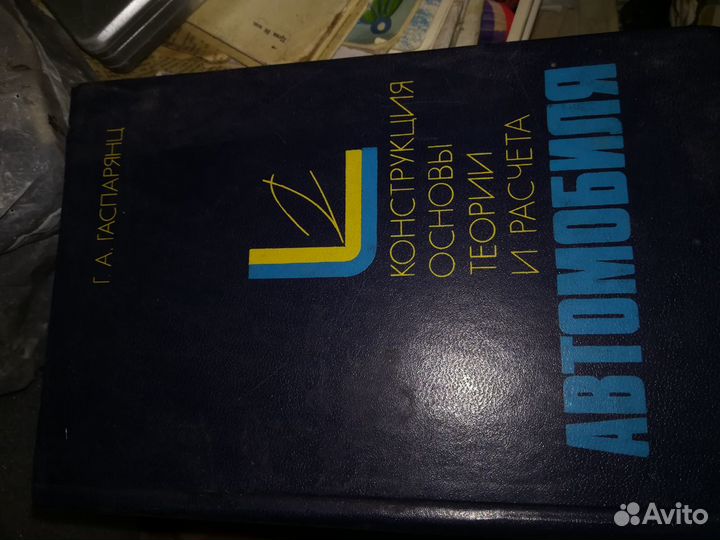 Г. А. ГАСПАРЯНЦ
КОНСТРУКЦИЯ
ОСНОВЫ
ТЕОРИИ
И РАСЧЕТА
АВТОМОБИЛЯ
Avito